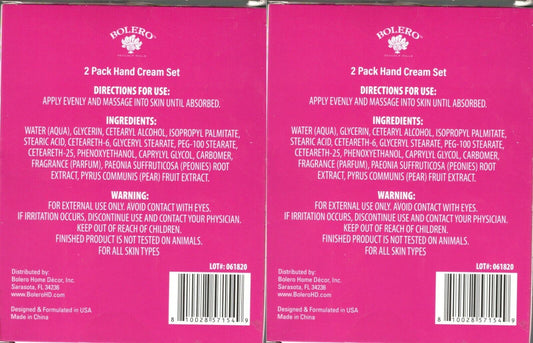 BOLERO™
2 Pack Hand Cream Set
DIRECTIONS FOR USE:
APPLY EVENLY AND MASSAGE INTO SKIN UNTIL ABSORBED.
INGREDIENTS:
WATER (AQUA), GLYCERIN, CETEARYL ALCOHOL, ISOPROPYL PALMITATE,
STEARIC ACID, CETEARETH-6, GLYCERYL STEARATE, PEG-100 STEARATE,
CETEARETH-25, PHENOXYETHANOL, CAPRYLYL GLYCOL, CARBOMER,
FRAGRANCE (PARFUM), PAEONIA SUFFRUTICOSA (PEONIES) ROOT
EXTRACT, PYRUS COMMUNIS (PEAR) FRUIT EXTRACT.
WARNING:
FOR EXTERNAL USE ONLY. AVOID CONTACT WITH EYES.
IF IRRITATION OCCURS, DISCONTINUE USE AND CONTACT YOUR PHYSICIAN.
KEEP OUT OF REACH OF CHILDREN.
FINISHED PRODUCT IS NOT TESTED ON ANIMALS.
FOR ALL SKIN TYPES
LOT#: 061820
Distributed by:
Bolero Home Décor, Inc.
Sarasota, FL 34236
www.BoleroHD.com
Designed & Formulated in USA
Made in China
8 10028 57154 9
BOLERO™
2 Pack Hand Cream Set
DIRECTIONS FOR USE:
APPLY EVENLY AND MASSAGE INTO SKIN UNTIL ABSORBED.
INGREDIENTS:
WATER (AQUA), GLYCERIN, CETEARYL ALCOHOL, ISOPROPYL PALMITATE,
STEARIC ACID, CETEARETH-6, GLYCERYL STEARATE, PEG-100 STEARATE,
CETEARETH-25, PHENOXYETHANOL, CAPRYLYL GLYCOL, CARBOMER,
FRAGRANCE (PARFUM), PAEONIA SUFFRUTICOSA (PEONIES) ROOT
EXTRACT, PYRUS COMMUNIS (PEAR) FRUIT EXTRACT.
WARNING:
FOR EXTERNAL USE ONLY. AVOID CONTACT WITH EYES.
IF IRRITATION OCCURS, DISCONTINUE USE AND CONTACT YOUR PHYSICIAN.
KEEP OUT OF REACH OF CHILDREN.
FINISHED PRODUCT IS NOT TESTED ON ANIMALS.
FOR ALL SKIN TYPES
LOT#: 061820
Distributed by:
Bolero Home Décor, Inc.
Sarasota, FL 34236
www.BoleroHD.com
Designed & Formulated in USA
Made in China
8 10028 57154 9